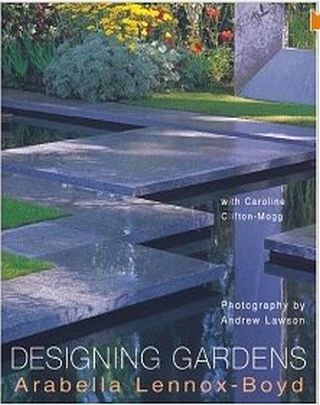 with Caroline
Clifton-Mogg
Photography by
Andrew Lawson
DESIGNING GARDENS
Arabella Lennox-Boyd